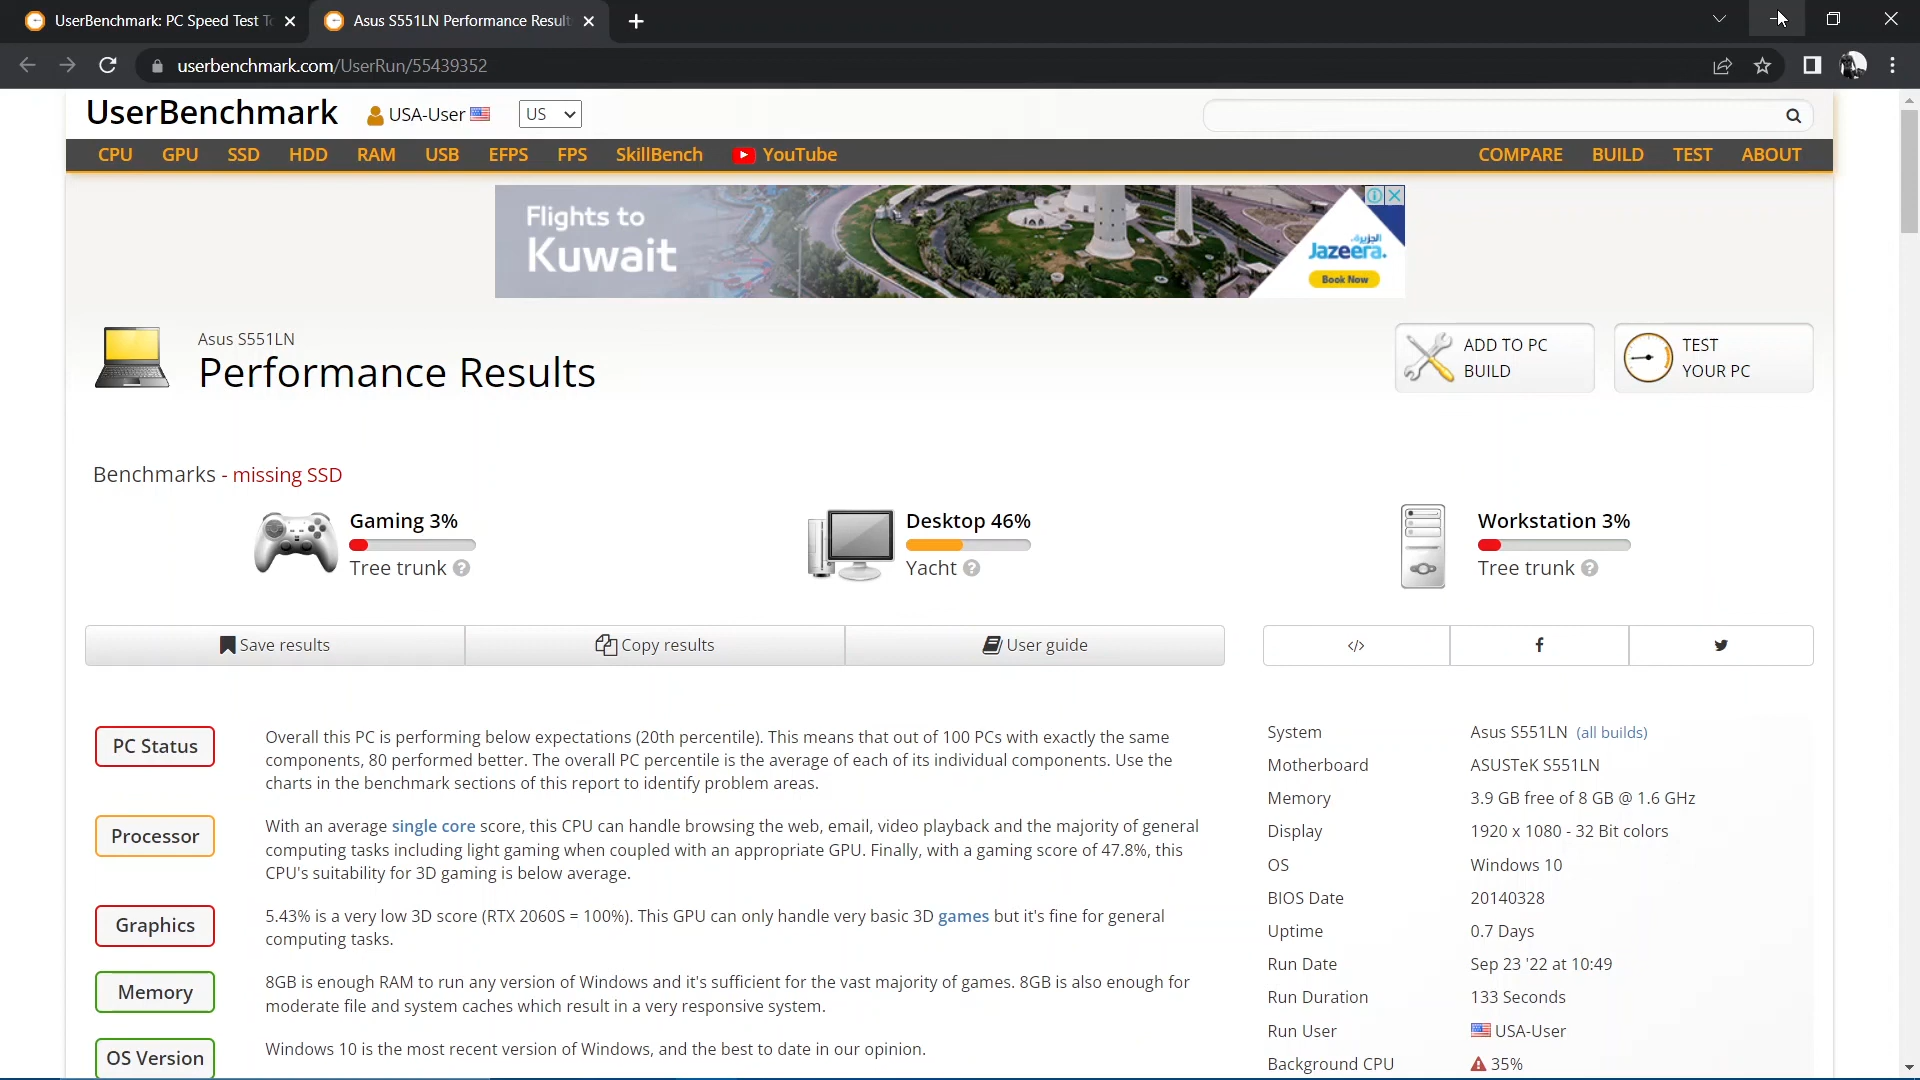 UserBenchmark: PC Speed Test T
Asus S551LN Performance Result
userbenchmark.com/UserRun/55439352
UserBenchmark
USA-User
US
CPU GPU SSD HDD RAM USB EFPS FPS SkillBench YouTube
COMPARE BUILD TEST ABOUT
Flights to
Kuwait
الجزيرة
Jazeera.
Book Now
Asus S551LN
Performance Results
ADD TO PC
BUILD
TEST
YOUR PC
Benchmarks - missing SSD
Gaming 3%
Tree trunk ?
Desktop 46%
Yacht ?
Workstation 3%
Tree trunk ?
Save results
Copy results
User guide
</>
PC Status
Overall this PC is performing below expectations (20th percentile). This means that out of 100 PCs with exactly the same
components, 80 performed better. The overall PC percentile is the average of each of its individual components. Use the
charts in the benchmark sections of this report to identify problem areas.
Processor
With an average single core score, this CPU can handle browsing the web, email, video playback and the majority of general
computing tasks including light gaming when coupled with an appropriate GPU. Finally, with a gaming score of 47.8%, this
CPU's suitability for 3D gaming is below average.
Graphics
5.43% is a very low 3D score (RTX 2060S = 100%). This GPU can only handle very basic 3D games but it's fine for general
computing tasks.
Memory
8GB is enough RAM to run any version of Windows and it's sufficient for the vast majority of games. 8GB is also enough for
moderate file and system caches which result in a very responsive system.
OS Version
Windows 10 is the most recent version of Windows, and the best to date in our opinion.
System Asus S551LN (all builds)
Motherboard ASUSTeK S551LN
Memory 3.9 GB free of 8 GB @ 1.6 GHz
Display 1920 x 1080 - 32 Bit colors
OS Windows 10
BIOS Date 20140328
Uptime 0.7 Days
Run Date Sep 23 '22 at 10:49
Run Duration 133 Seconds
Run User USA-User
Background CPU 35%